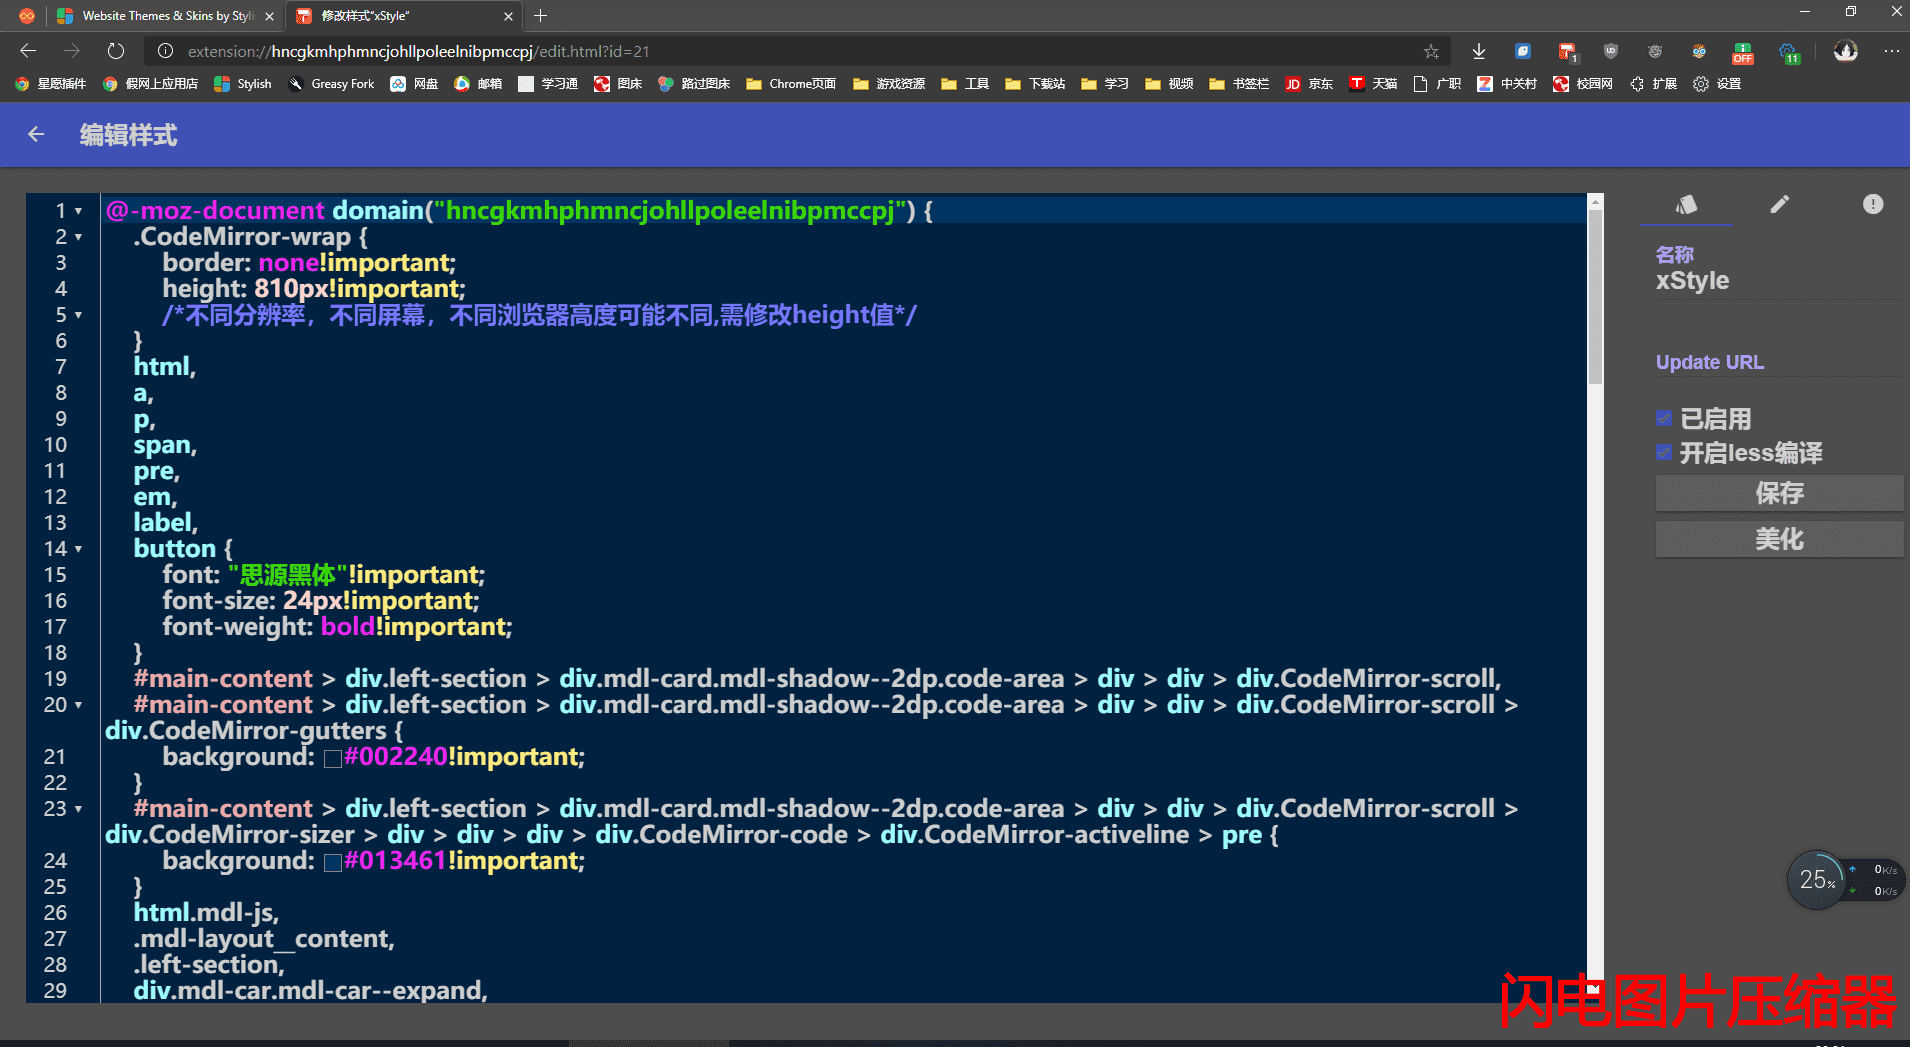 Website Themes & Skins by Styli
修改样式“xStyle”
extension://hncgkmhphmncjohllpoleelnibpmccpj/edit.html?id=21
1
OFF
11
星愿插件
假网上应用店
Stylish
Greasy Fork
网盘
邮箱
学习通
图床
路过图床
Chrome页面
游戏资源
工具
下载站
学习
视频
书签栏
JD 京东
T 天猫
广职
Z 中关村
校园网
扩展
设置
编辑样式
1 @-moz-document domain("hncgkmhphmncjohllpoleelnibpmccpj") {
2 .CodeMirror-wrap {
3 border: none!important;
4 height: 810px!important;
5 /*不同分辨率，不同屏幕，不同浏览器高度可能不同,需修改height值*/
6 }
7 html,
8 a,
9 p,
10 span,
11 pre,
12 em,
13 label,
14 button {
15 font: "思源黑体"!important;
16 font-size: 24px!important;
17 font-weight: bold!important;
18 }
19 #main-content > div.left-section > div.mdl-card.mdl-shadow--2dp.code-area > div > div > div.CodeMirror-scroll,
20 #main-content > div.left-section > div.mdl-card.mdl-shadow--2dp.code-area > div > div > div.CodeMirror-scroll >
div.CodeMirror-gutters {
21 background: #002240!important;
22 }
23 #main-content > div.left-section > div.mdl-card.mdl-shadow--2dp.code-area > div > div > div.CodeMirror-scroll >
div.CodeMirror-sizer > div > div > div > div.CodeMirror-code > div.CodeMirror-activeline > pre {
24 background: #013461!important;
25 }
26 html.mdl-js,
27 .mdl-layout__content,
28 .left-section,
29 div.mdl-car.mdl-car--expand,
名称
xStyle
Update URL
已启用
开启less编译
保存
美化
25%
0K/s
0K/s
闪电图片压缩器